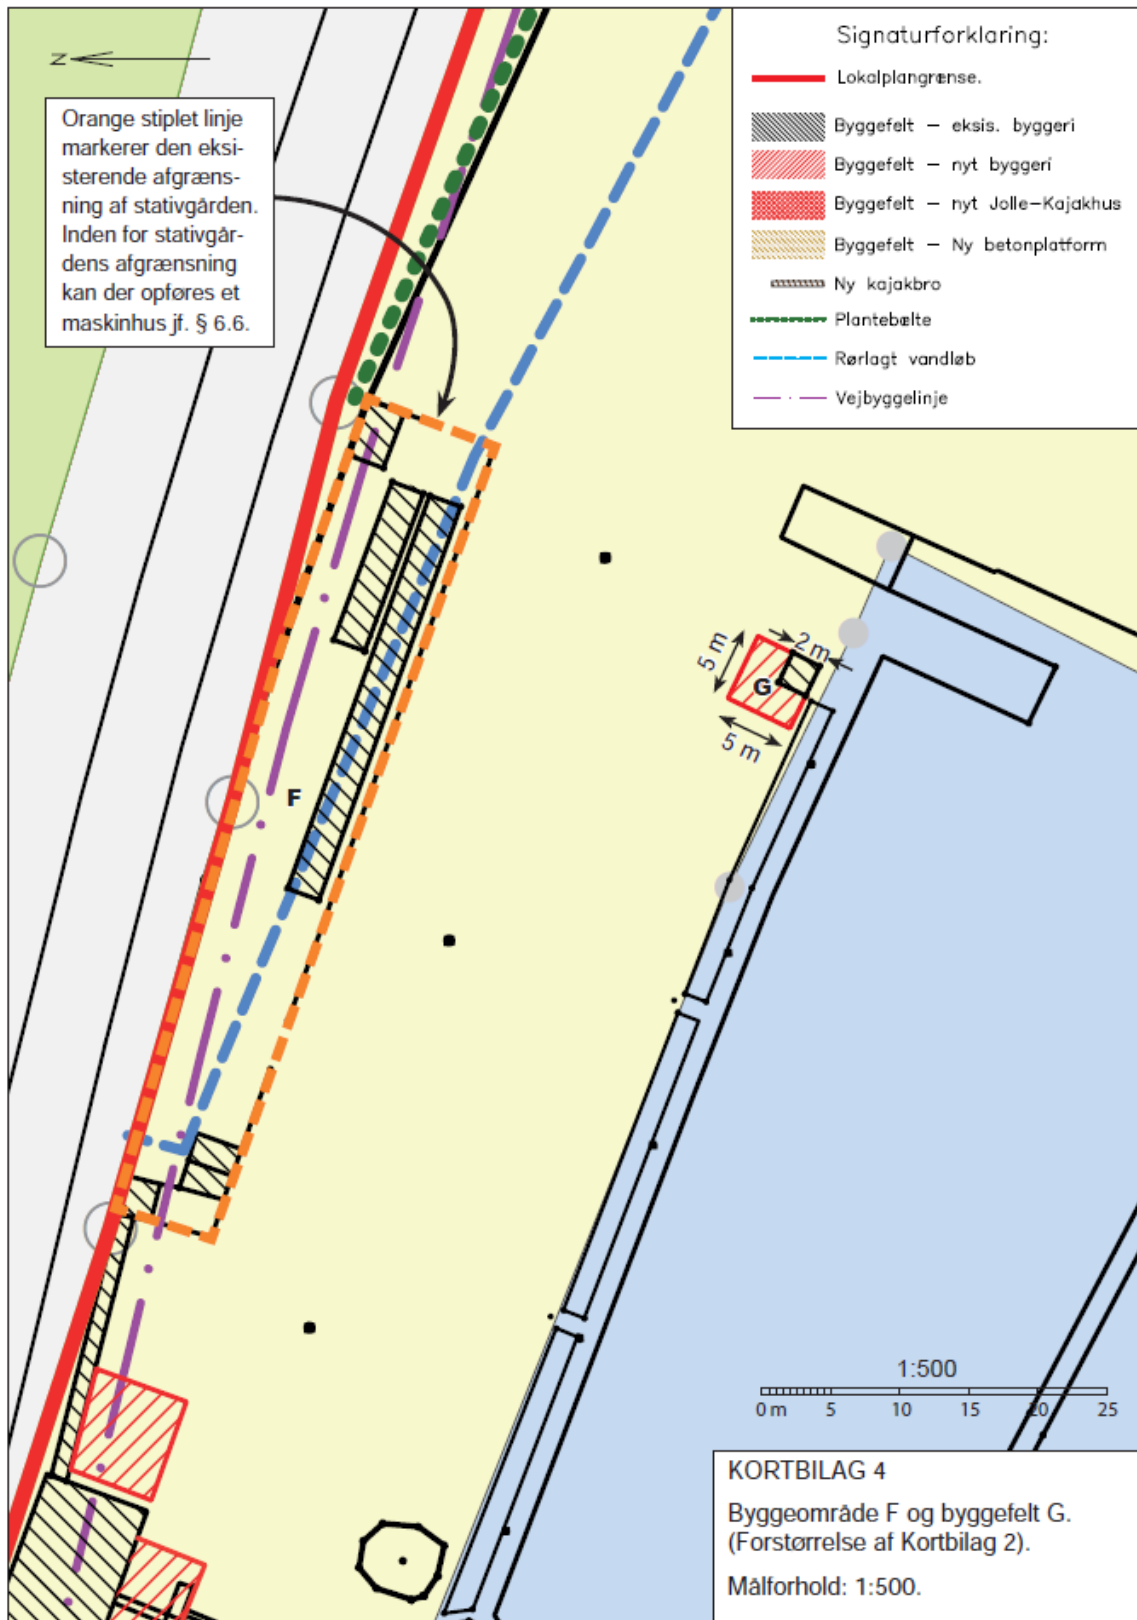 N
Orange stiplet linje
markerer den eksi-
sterende afgræns-
ning af stativgården.
Inden for stativgår-
dens afgrænsning
kan der opføres et
maskinhus jf. § 6.6.
Signaturforklaring:
Lokalplangrænse.
Byggefelt – eksis. byggeri
Byggefelt – nyt byggeri
Byggefelt – nyt Jolle-Kajakhus
Byggefelt – Ny betonplatform
Ny kajakbro
Plantebælte
Rørlagt vandløb
Vejbyggelinje
5 m
2 m
G
5 m
F
1:500
0 m 5 10 15 20 25
KORTBILAG 4
Byggeområde F og byggefelt G.
(Forstørrelse af Kortbilag 2).
Målforhold: 1:500.